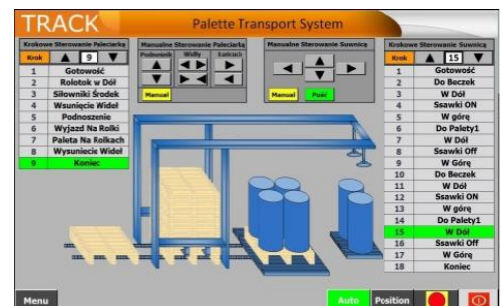 TRACK
Palette Transport System
Krokowe Sterowanie Paleciarką
Krok 9
1 Gotowość
2 Rolotok w Dół
3 Siłowniki Środek
4 Wsunięcie Wideł
5 Podnoszenie
6 Wyjazd Na Rolki
7 Paleta Na Rolkach
8 Wysuniecie Wideł
9 Koniec
Manualne Sterowanie Paleciarką
Podnośnik Widły Łańcuch
Manual
Manualne Sterowanie Suwnicą
Manual Puść
Krokowe Sterowanie Suwnicą
Krok 15
1 Gotowość
2 Do Beczek
3 W Dół
4 Ssawki ON
5 W górę
6 Do Palety1
7 W Dół
8 Ssawki Off
9 W Górę
10 Do Beczek
11 W Dół
12 Ssawki ON
13 W górę
14 Do Palety1
15 W Dół
16 Ssawki Off
17 W Górę
18 Koniec
Menu Auto Position